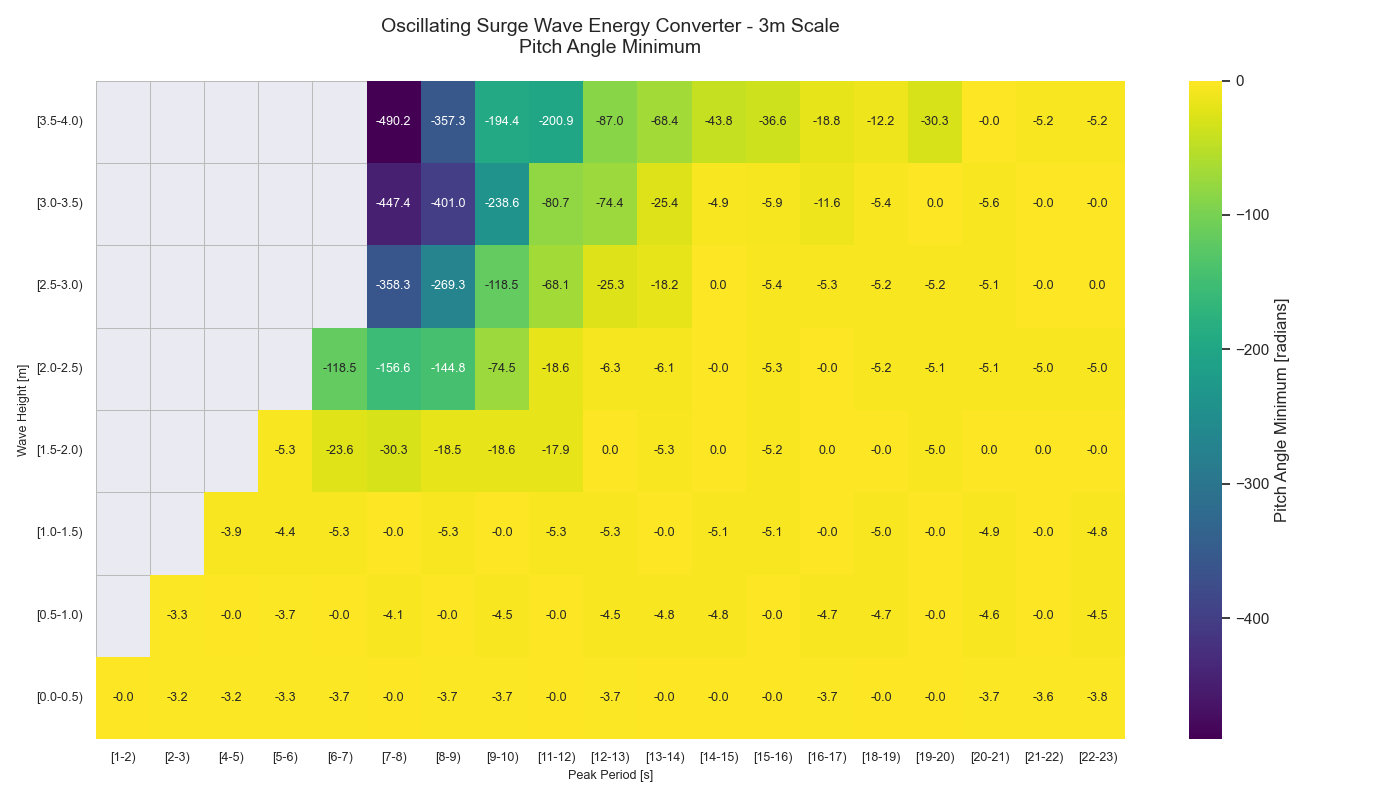 Oscillating Surge Wave Energy Converter - 3m Scale
Pitch Angle Minimum
[3.5-4.0) -490.2 -357.3 -194.4 -200.9 -87.0 -68.4 -43.8 -36.6 -18.8 -12.2 -30.3 -0.0 -5.2 -5.2
[3.0-3.5) -447.4 -401.0 -238.6 -80.7 -74.4 -25.4 -4.9 -5.9 -11.6 -5.4 0.0 -5.6 -0.0 -0.0
[2.5-3.0) -358.3 -269.3 -118.5 -68.1 -25.3 -18.2 0.0 -5.4 -5.3 -5.2 -5.2 -5.1 -0.0 0.0
[2.0-2.5) -118.5 -156.6 -144.8 -74.5 -18.6 -6.3 -6.1 -0.0 -5.3 -0.0 -5.2 -5.1 -5.1 -5.0 -5.0
[1.5-2.0) -5.3 -23.6 -30.3 -18.5 -18.6 -17.9 0.0 -5.3 0.0 -5.2 0.0 -0.0 -5.0 0.0 0.0 -0.0
[1.0-1.5) -3.9 -4.4 -5.3 -0.0 -5.3 -0.0 -5.3 -5.3 -0.0 -5.1 -5.1 -0.0 -5.0 -0.0 -4.9 -0.0 -4.8
[0.5-1.0) -3.3 -0.0 -3.7 -0.0 -4.1 -0.0 -4.5 -0.0 -4.5 -4.8 -4.8 -0.0 -4.7 -4.7 -0.0 -4.6 -0.0 -4.5
[0.0-0.5) -0.0 -3.2 -3.2 -3.3 -3.7 -0.0 -3.7 -3.7 -0.0 -3.7 -0.0 -0.0 -0.0 -3.7 -0.0 -0.0 -3.7 -3.6 -3.8
[1-2) [2-3) [4-5) [5-6) [6-7) [7-8) [8-9) [9-10) [11-12) [12-13) [13-14) [14-15) [15-16) [16-17) [18-19) [19-20) [20-21) [21-22) [22-23)
Peak Period [s]
Wave Height [m]
0
−100
−200
−300
−400
Pitch Angle Minimum [radians]